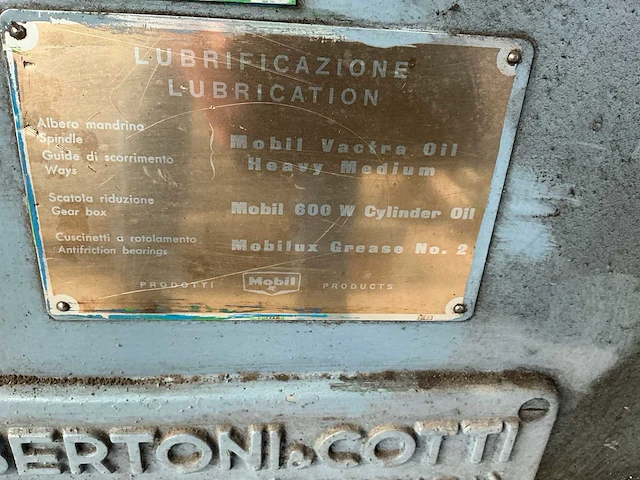 LUBRIFICAZIONE
LUBRICATION
Albero mandrino
Spindle
Guide di scorrimento
Ways
Mobil Vactra Oil
Heavy Medium
Scatola riduzione
Gear box
Mobil 600 W Cylinder Oil
Cuscinetti a rotolamento
Antifriction bearings
Mobilux Grease No. 2
PRODOTTI Mobil PRODUCTS
BERTONI & COTTI